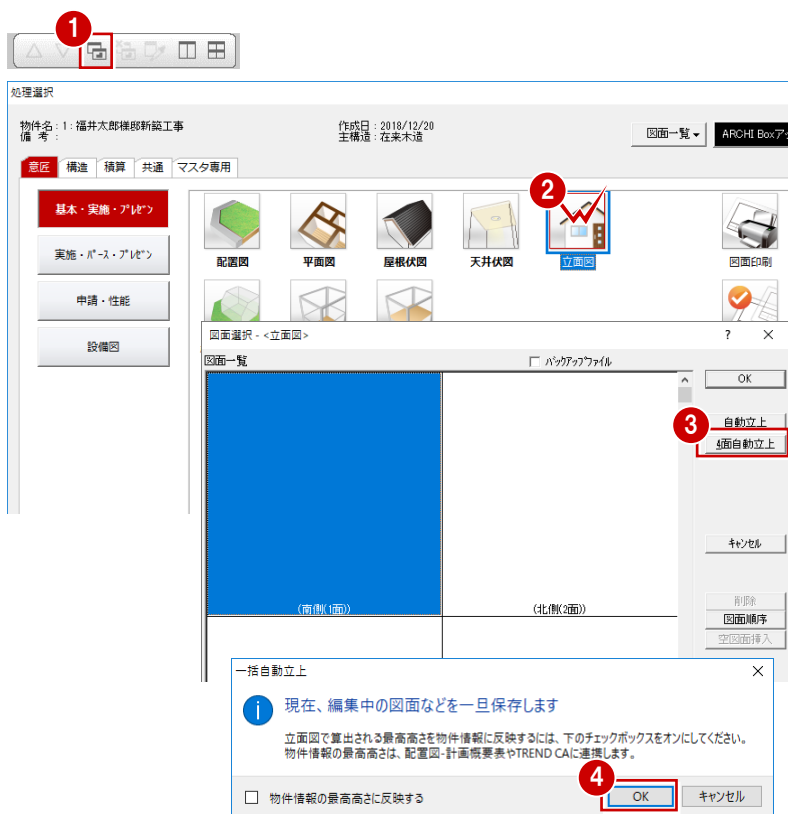 1
処理選択
物件名：1：福井太郎様邸新築工事
備　考：
作成日：2018/12/20
主構造：在来木造
図面一覧
ARCHI Boxア
意匠 構造 積算 共通 マスタ専用
基本・実施・ﾌﾟﾚｾﾞﾝ
実施・ﾊﾟｰｽ・ﾌﾟﾚｾﾞﾝ
申請・性能
設備図
2
配置図 平面図 屋根伏図 天井伏図 立面図 図面印刷
図面選択 - <立面図>
? ×
図面一覧
ﾊﾞｯｸｱｯﾌﾟﾌｧｲﾙ
OK
3
自動立上
4面自動立上
ｷｬﾝｾﾙ
(南側(1面))
(北側(2面))
削除
図面順序
空図面挿入
一括自動立上
現在、編集中の図面などを一旦保存します
立面図で算出される最高高さを物件情報に反映するには、下のチェックボックスをオンにしてください。
物件情報の最高高さは、配置図-計画概要表やTREND CAに連携します。
4
物件情報の最高高さに反映する
OK
キャンセル